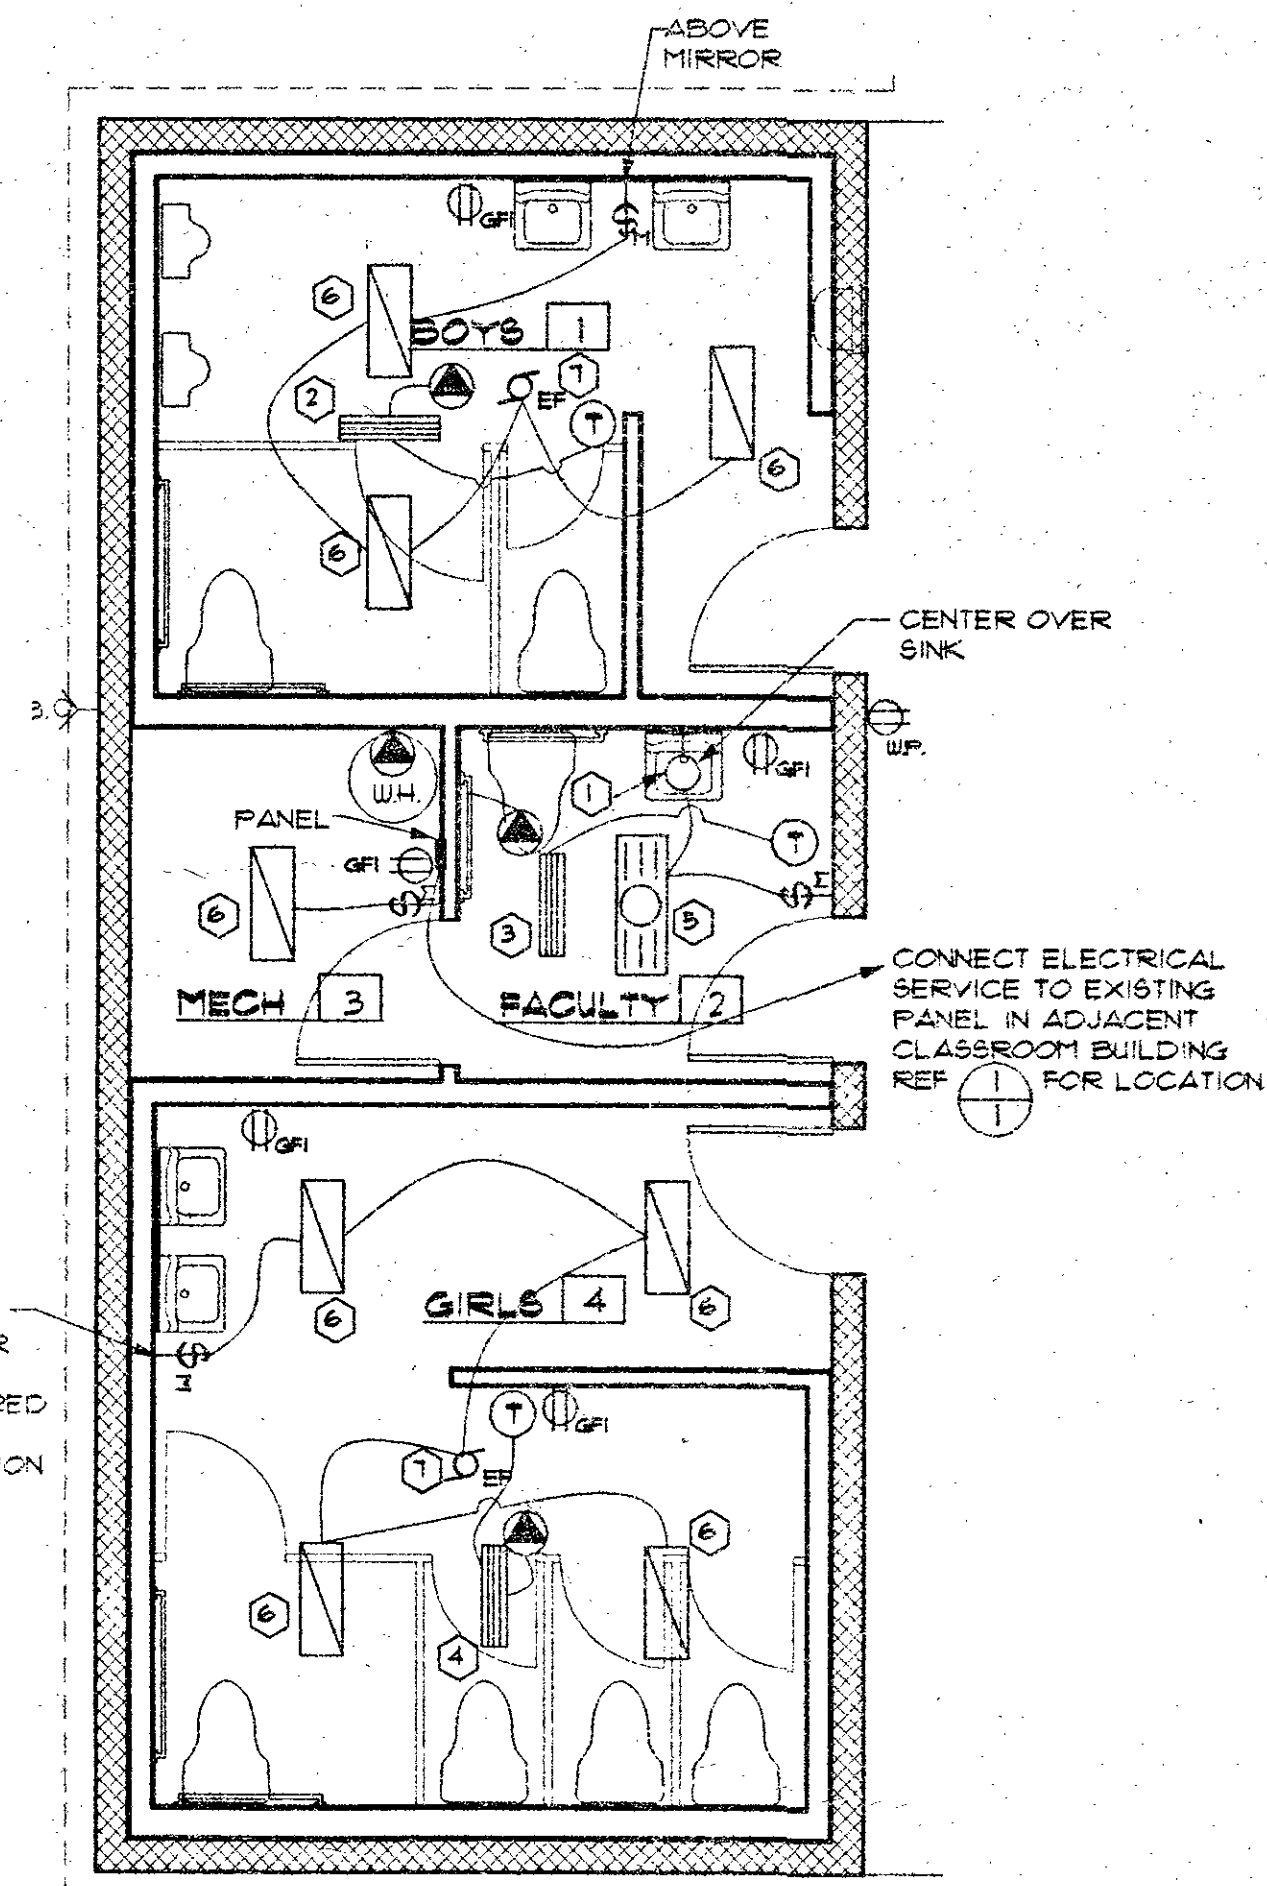 ABOVE
MIRROR
GFI
M
6
BOYS 1
2
7
EF
T
6
6
CENTER OVER
SINK
B.
W.P.
W.H.
GFI
1
PANEL
T
GFI
M
6
3
5
CONNECT ELECTRICAL
SERVICE TO EXISTING
PANEL IN ADJACENT
CLASSROOM BUILDING
REF 1 FOR LOCATION
1
MECH 3
FACULTY 2
GFI
GIRLS 4
6
6
R
M
RED
ION
T
GFI
7
EF
6
6
4